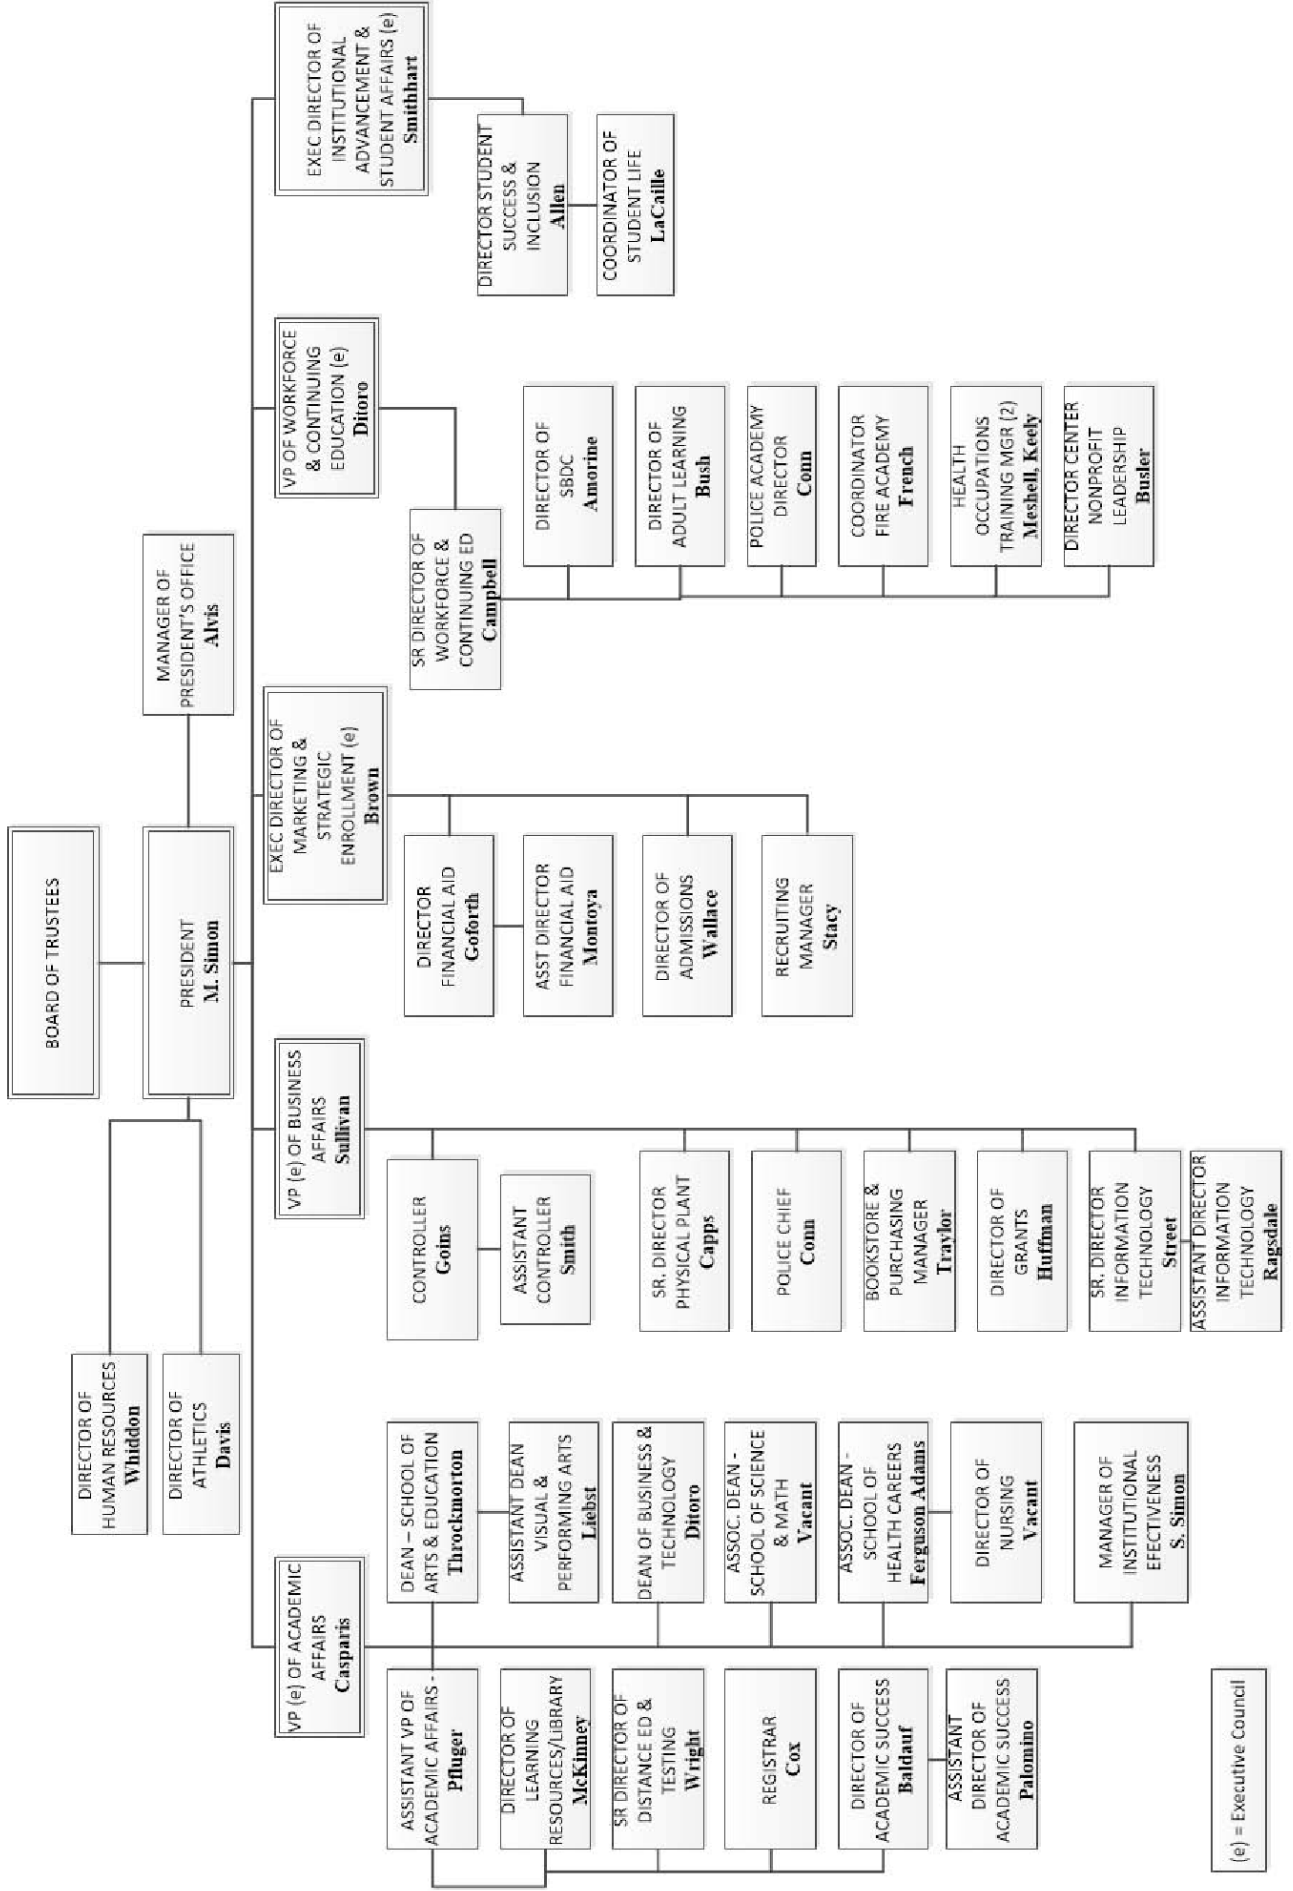 BOARD OF TRUSTEES
PRESIDENT
M. Simon
MANAGER OF
PRESIDENT'S OFFICE
Alvis
DIRECTOR OF
HUMAN RESOURCES
Whiddon
DIRECTOR OF
ATHLETICS
Davis
VP (e) OF ACADEMIC
AFFAIRS
Casparis
ASSISTANT VP OF
ACADEMIC AFFAIRS -
Pfluger
DIRECTOR OF
LEARNING
RESOURCES/LiBRARY
McKinney
SR DIRECTOR OF
DISTANCE ED &
TESTING
Wright
REGISTRAR
Cox
DIRECTOR OF
ACADEMIC SUCCESS
Baldauf
ASSISTANT
DIRECTOR OF
ACADEMIC SUCCESS
Palomino
DEAN – SCHOOL OF
ARTS & EDUCATION
Throckmorton
ASSISTANT DEAN
VISUAL &
PERFORMING ARTS
Liebst
DEAN OF BUSINESS &
TECHNOLOGY
Ditoro
ASSOC. DEAN -
SCHOOL OF SCIENCE
& MATH
Vacant
ASSOC. DEAN -
SCHOOL OF
HEALTH CAREERS
Ferguson Adams
DIRECTOR OF
NURSING
Vacant
MANAGER OF
INSTITUTIONAL
EFECTIVENESS
S. Simon
VP (e) OF BUSINESS
AFFAIRS
Sullivan
CONTROLLER
Goins
ASSISTANT
CONTROLLER
Smith
SR. DIRECTOR
PHYSICAL PLANT
Capps
POLICE CHIEF
Conn
BOOKSTORE &
PURCHASING
MANAGER
Traylor
DIRECTOR OF
GRANTS
Huffman
SR. DIRECTOR
INFORMATION
TECHNOLOGY
Street
ASSISTANT DIRECTOR
INFORMATION
TECHNOLOGY
Ragsdale
EXEC DIRECTOR OF
MARKETING &
STRATEGIC
ENROLLMENT (e)
Brown
DIRECTOR
FINANCIAL AID
Goforth
ASST DIRECTOR
FINANCIAL AID
Montoya
DIRECTOR OF
ADMISSIONS
Wallace
RECRUITING
MANAGER
Stacy
VP OF WORKFORCE
& CONTINUING
EDUCATION (e)
Ditoro
SR DIRECTOR OF
WORKFORCE &
CONTINUING ED
Campbell
DIRECTOR OF
SBDC
Amorine
DIRECTOR OF
ADULT LEARNING
Bush
POLICE ACADEMY
DIRECTOR
Conn
COORDINATOR
FIRE ACADEMY
French
HEALTH
OCCUPATIONS
TRAINING MGR (2)
Meshell, Keely
DIRECTOR CENTER
NONPROFIT
LEADERSHIP
Busler
EXEC DIRECTOR OF
INSTITUTIONAL
ADVANCEMENT &
STUDENT AFFAIRS (e)
Smithhart
DIRECTOR STUDENT
SUCCESS &
INCLUSION
Allen
COORDINATOR OF
STUDENT LIFE
LaCaille
(e) = Executive Council